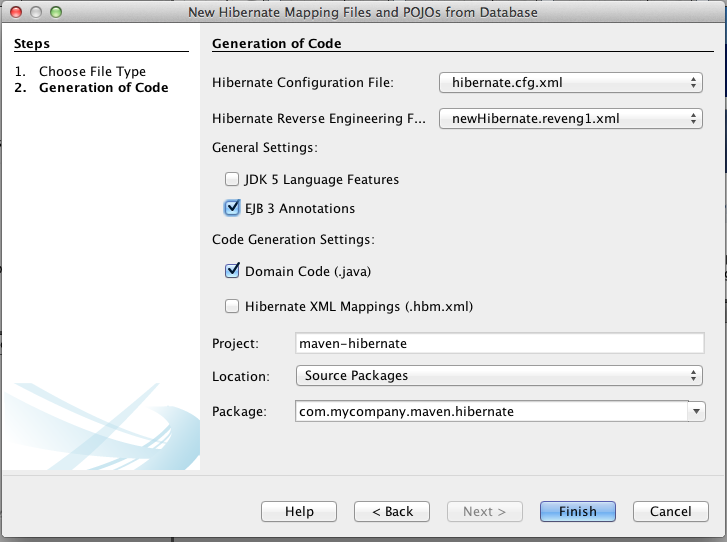 New Hibernate Mapping Files and POJOs from Database
Steps
1. Choose File Type
2. Generation of Code
Generation of Code
Hibernate Configuration File: hibernate.cfg.xml
Hibernate Reverse Engineering F... newHibernate.reveng1.xml
General Settings:
JDK 5 Language Features
EJB 3 Annotations
Code Generation Settings:
Domain Code (.java)
Hibernate XML Mappings (.hbm.xml)
Project: maven-hibernate
Location: Source Packages
Package: com.mycompany.maven.hibernate
Help < Back Next > Finish Cancel